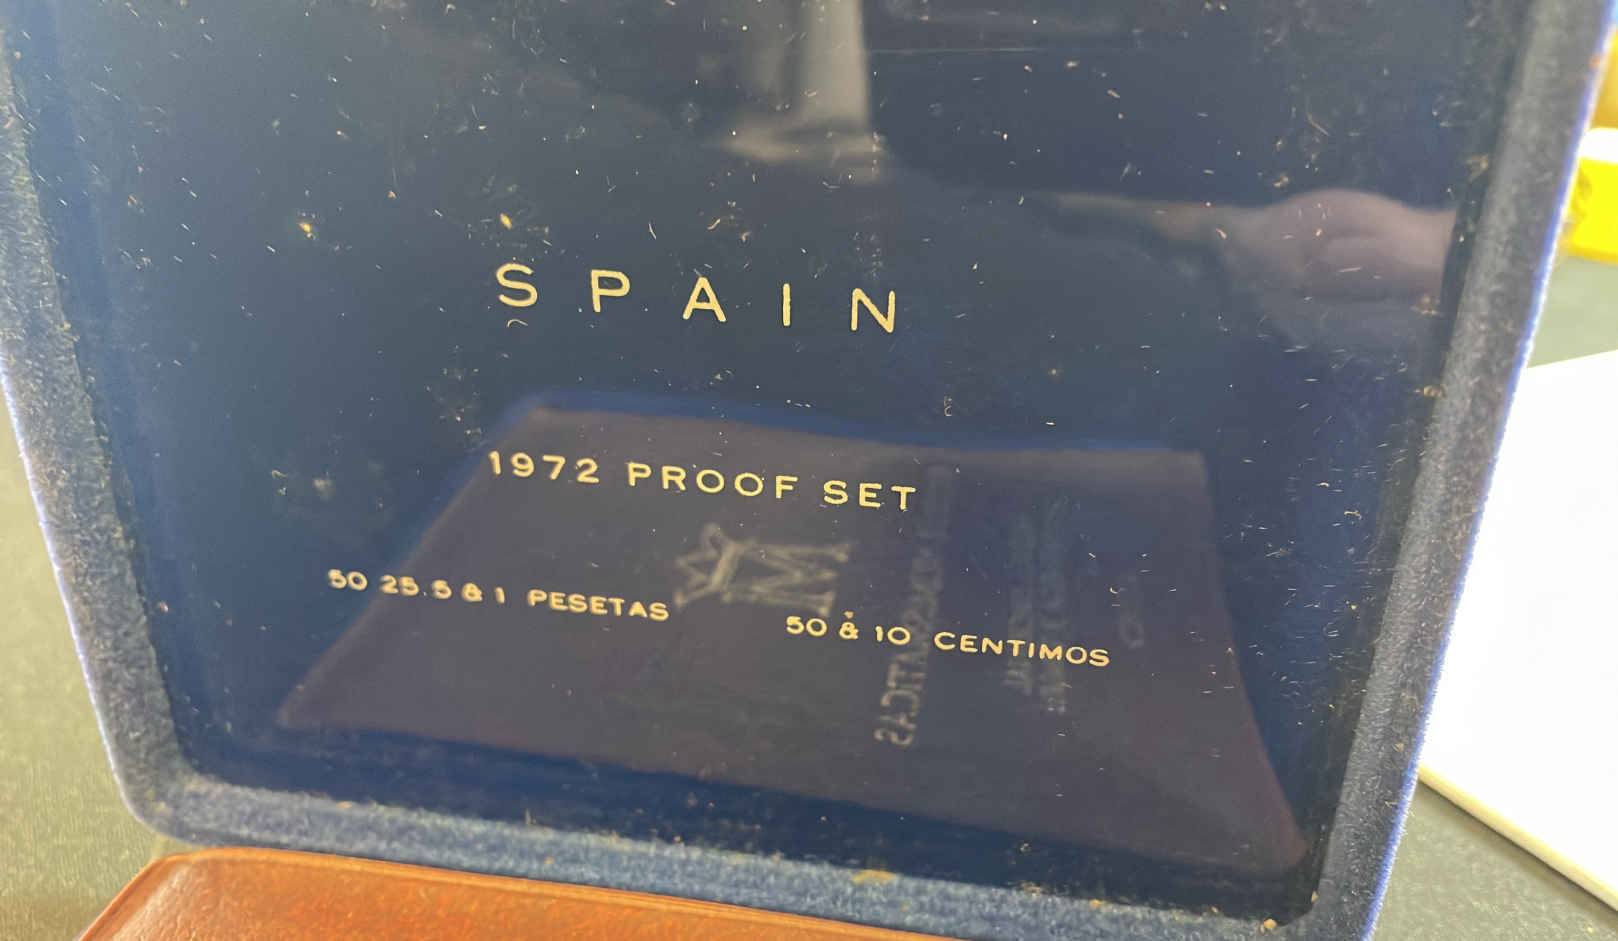 SPAIN
1972 PROOF SET
50 25.5 & 1 PESETAS
50 & 10 CENTIMOS